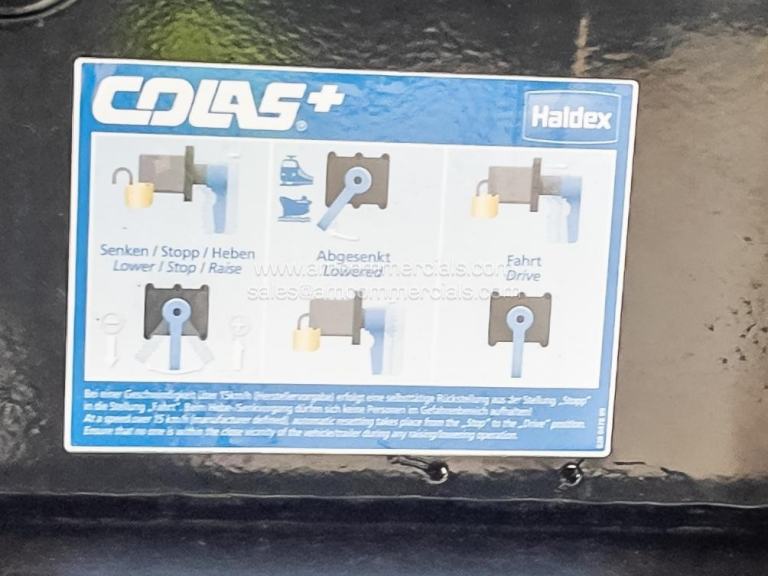 COLAS+®
Haldex
Senken / Stopp / Heben
Lower / Stop / Raise
Abgesenkt
Lowered
Fahrt
Drive
www.amcommercials.com
sales@amcommercials.com
Bei einer Geschwindigkeit über 15km/h (Herstellervorgabe) erfolgt eine selbsttätige Rückstellung aus der Stellung „Stopp"
in die Stellung „Fahrt". Beim Hebe-/Senkvorgang dürfen sich keine Personen im Gefahrenbereich aufhalten!
At a speed over 15 km/h (manufacturer defined), automatic resetting takes place from the „Stop" to the „Drive" position.
Ensure that no one is within the close vicinity of the vehicle/trailer during any raising/lowering operation.